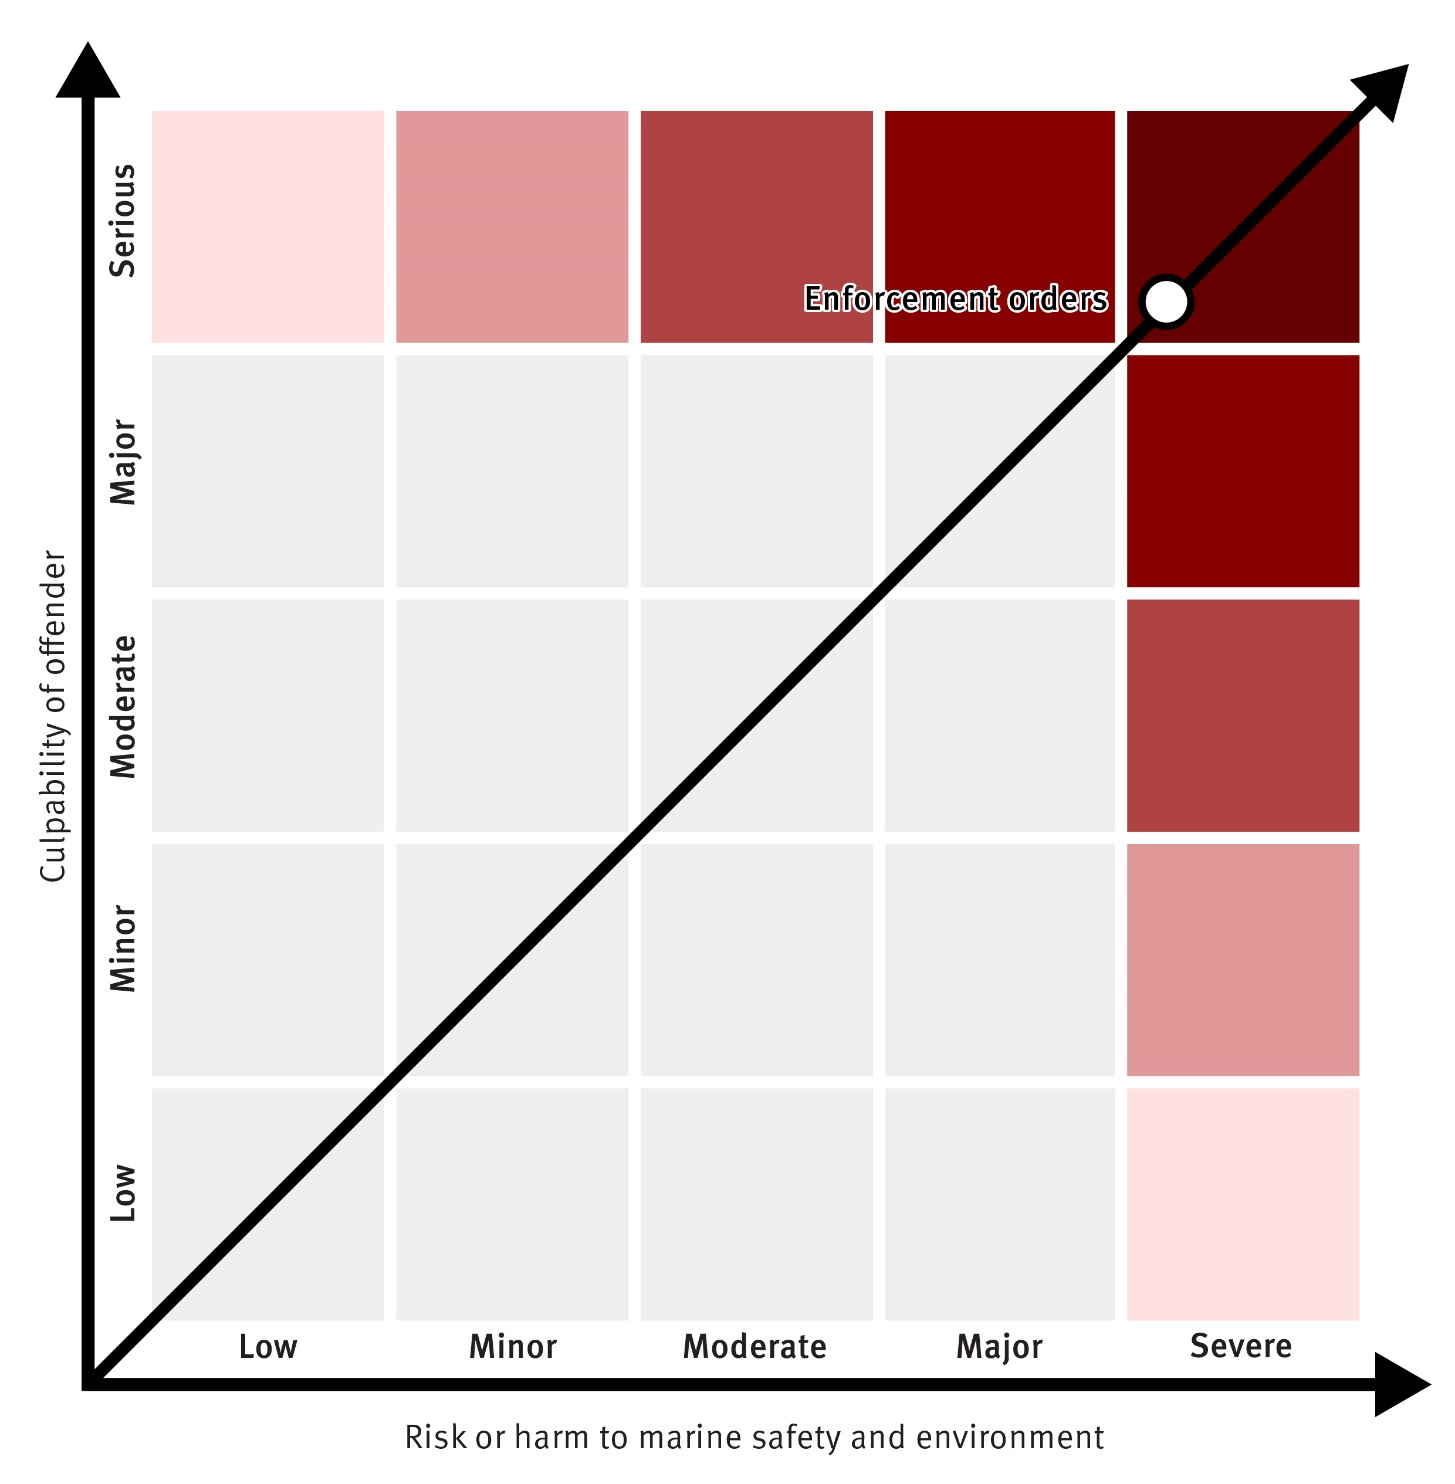 Serious
Enforcement orders
Major
Culpability of offender
Moderate
Minor
Low
Low
Minor
Moderate
Major
Severe
Risk or harm to marine safety and environment